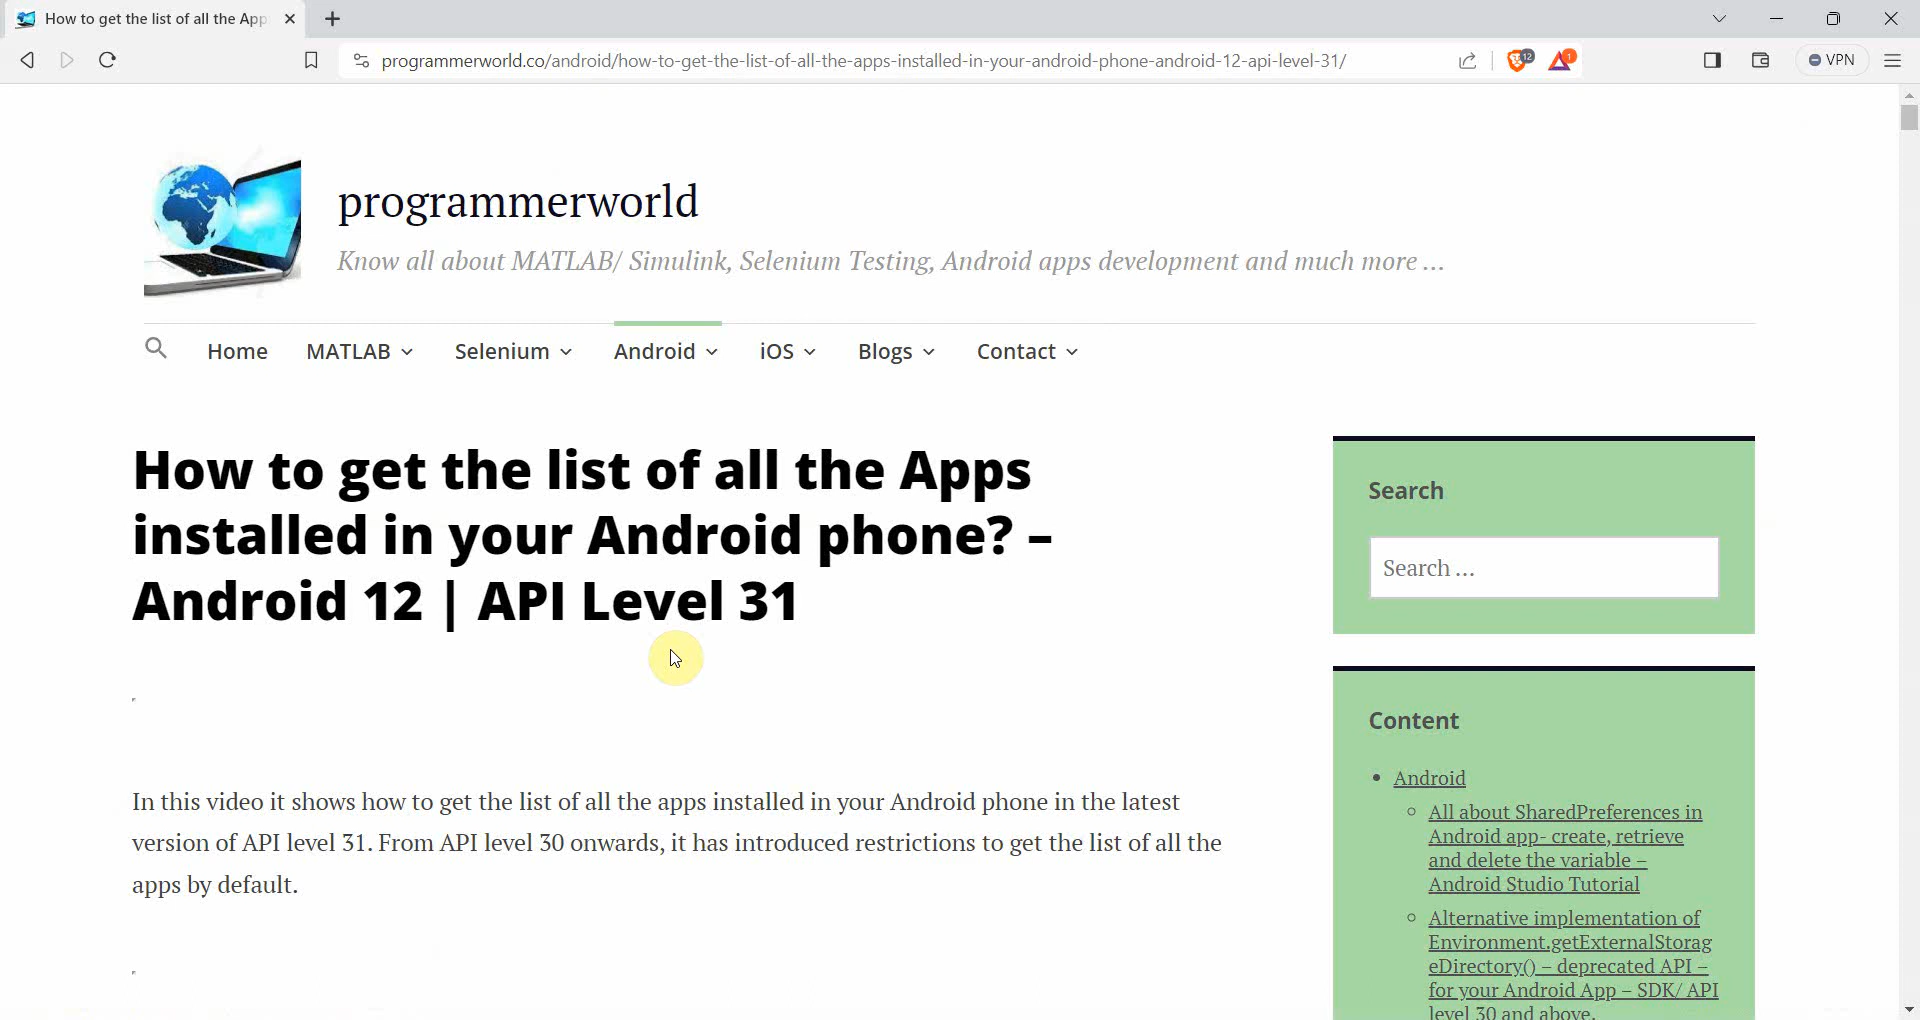 How to get the list of all the App
programmerworld.co/android/how-to-get-the-list-of-all-the-apps-installed-in-your-android-phone-android-12-api-level-31/
12
1
VPN
programmerworld
Know all about MATLAB/ Simulink, Selenium Testing, Android apps development and much more ...
Home MATLAB Selenium Android iOS Blogs Contact
How to get the list of all the Apps
installed in your Android phone? –
Android 12 | API Level 31
In this video it shows how to get the list of all the apps installed in your Android phone in the latest
version of API level 31. From API level 30 onwards, it has introduced restrictions to get the list of all the
apps by default.
Search
Search ...
Content
Android
All about SharedPreferences in
Android app- create, retrieve
and delete the variable –
Android Studio Tutorial
Alternative implementation of
Environment.getExternalStorag
eDirectory() – deprecated API –
for your Android App – SDK/ API
level 30 and above.